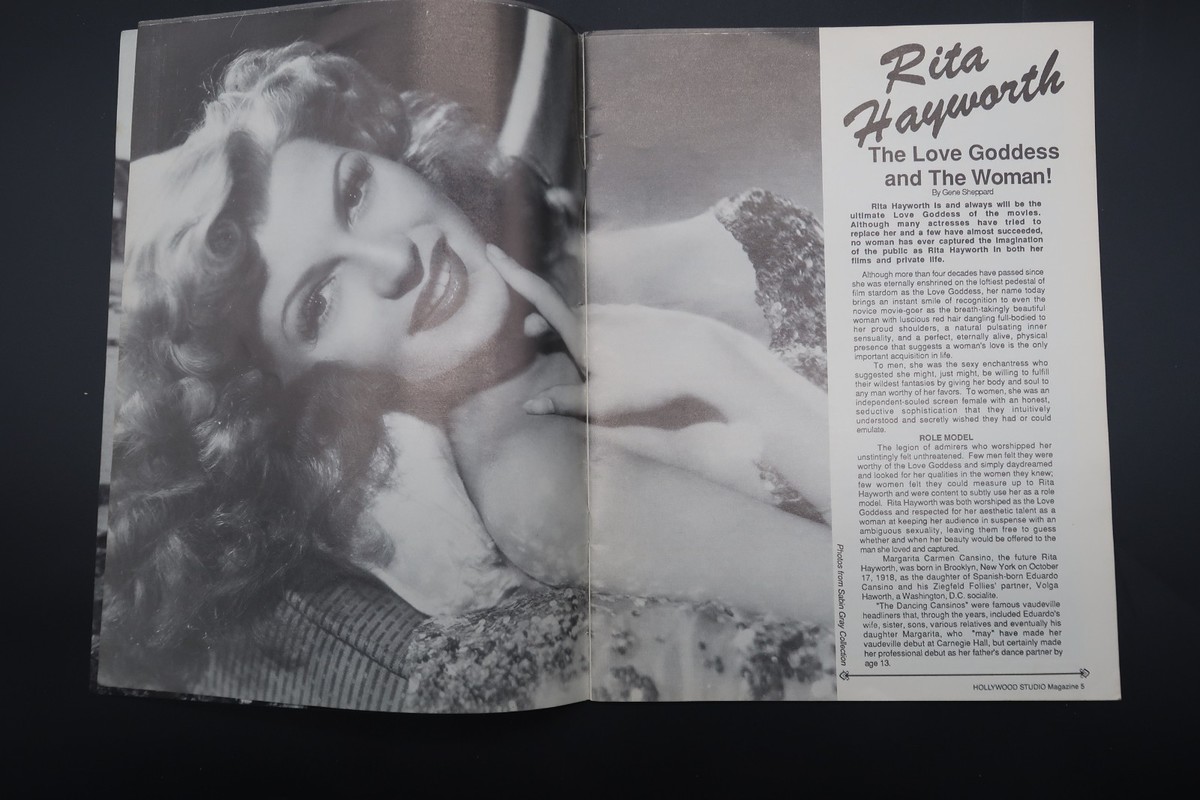 Rita
Hayworth
The Love Goddess
and The Woman!
By Gene Sheppard
Rita Hayworth is and always will be the
ultimate Love Goddess of the movies.
Although many actresses have tried to
replace her and a few have almost succeeded,
no woman has ever captured the imagination
of the public as Rita Hayworth in both her
films and private life.
Although more than four decades have passed since
she was eternally enshrined on the loftiest pedestal of
film stardom as the Love Goddess, her name today
brings an instant smile of recognition to even the
novice movie-goer as the breath-takingly beautiful
woman with luscious red hair dangling full-bodied to
her proud shoulders, a natural pulsating inner
sensuality, and a perfect, eternally alive, physical
presence that suggests a woman's love is the only
important acquisition in life.
To men, she was the sexy enchantress who
suggested she might, just might, be willing to fulfill
their wildest fantasies by giving her body and soul to
any man worthy of her favors. To women, she was an
independent-souled screen female with an honest,
seductive sophistication that they intuitively
understood and secretly wished they had or could
emulate.
ROLE MODEL
The legion of admirers who worshipped her
unstintingly felt unthreatened. Few men felt they were
worthy of the Love Goddess and simply daydreamed
and looked for her qualities in the women they knew;
few women felt they could measure up to Rita
Hayworth and were content to subtly use her as a role
model. Rita Hayworth was both worshiped as the Love
Goddess and respected for her aesthetic talent as a
woman at keeping her audience in suspense with an
ambiguous sexuality, leaving them free to guess
whether and when her beauty would be offered to the
man she loved and captured.
Margarita Carmen Cansino, the future Rita
Hayworth, was born in Brooklyn, New York on October
17, 1918, as the daughter of Spanish-born Eduardo
Cansino and his Ziegfeld Follies' partner, Volga
Haworth, a Washington, D.C. socialite.
"The Dancing Cansinos" were famous vaudeville
headliners that, through the years, included Eduardo's
wife, sister, sons, various relatives and eventually his
daughter Margarita, who "may" have made her
vaudeville debut at Carnegie Hall, but certainly made
her professional debut as her father's dance partner by
age 13.
Photos from Sabin Gray Collection
HOLLYWOOD STUDIO Magazine 5